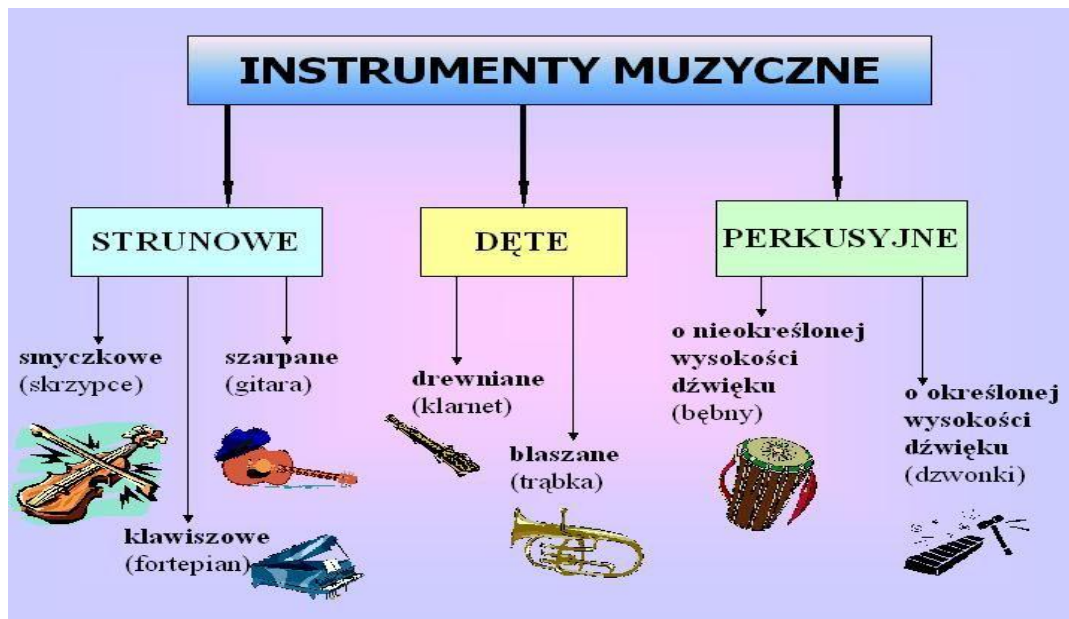 INSTRUMENTY MUZYCZNE
STRUNOWE
smyczkowe
(skrzypce)
klawiszowe
(fortepian)
szarpane
(gitara)
DĘTE
drewniane
(klarnet)
blaszane
(trąbka)
PERKUSYJNE
o nieokreślonej
wysokości
dźwięku
(bębny)
o określonej
wysokości
dźwięku
(dzwonki)